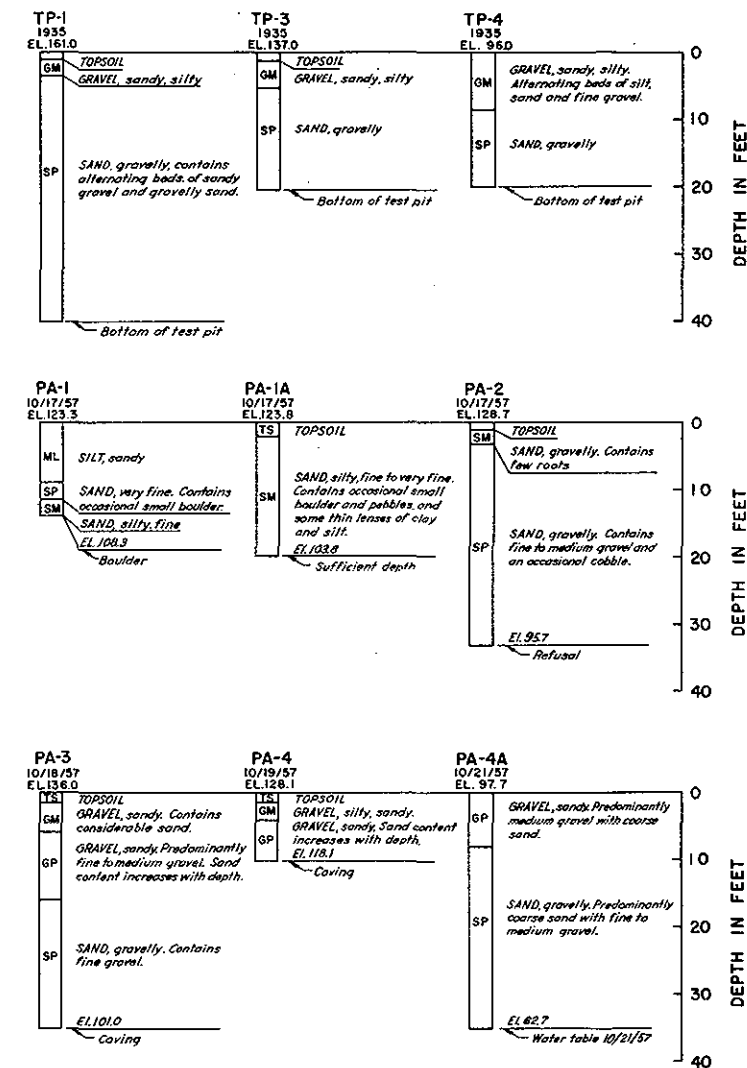 TP-1
1935
EL.161.0
TOPSOIL
GM
GRAVEL, sandy, silty
SP
SAND, gravelly, contains
alternating beds of sandy
gravel and gravelly sand.
Bottom of test pit
TP-3
1935
EL.137.0
TOPSOIL
GM
GRAVEL, sandy, silty
SP
SAND, gravelly
Bottom of test pit
TP-4
1935
EL. 96.0
GM
GRAVEL, sandy, silty.
Alternating beds of silt,
sand and fine gravel.
SP
SAND, gravelly
Bottom of test pit
0
10
20
30
40
DEPTH IN FEET
PA-1
10/17/57
EL.123.3
ML
SILT, sandy
SP
SAND, very fine. Contains
occasional small boulder.
SM
SAND, silty, fine
El. 108.3
Boulder
PA-1A
10/17/57
EL.123.8
TS
TOPSOIL
SM
SAND, silty, fine to very fine.
Contains occasional small
boulder and pebbles, and
some thin lenses of clay
and silt.
El. 103.8
Sufficient depth
PA-2
10/17/57
EL.128.7
TOPSOIL
SM
SAND, gravelly. Contains
few roots
SP
SAND, gravelly. Contains
fine to medium gravel and
an occasional cobble.
El. 95.7
Refusal
0
10
20
30
40
DEPTH IN FEET
PA-3
10/18/57
EL.136.0
TS
TOPSOIL
GM
GRAVEL, sandy. Contains
considerable sand.
GP
GRAVEL, sandy. Predominantly
fine to medium gravel. Sand
content increases with depth.
SP
SAND, gravelly. Contains
fine gravel.
El. 101.0
Caving
PA-4
10/19/57
EL.128.1
TS
TOPSOIL
GM
GRAVEL, silty, sandy.
GP
GRAVEL, sandy. Sand content
increases with depth.
El. 118.1
Caving
PA-4A
10/21/57
EL. 97.7
GP
GRAVEL, sandy. Predominantly
medium gravel with coarse
sand.
SP
SAND, gravelly. Predominantly
coarse sand with fine to
medium gravel.
El. 62.7
Water table 10/21/57
0
10
20
30
40
DEPTH IN FEET